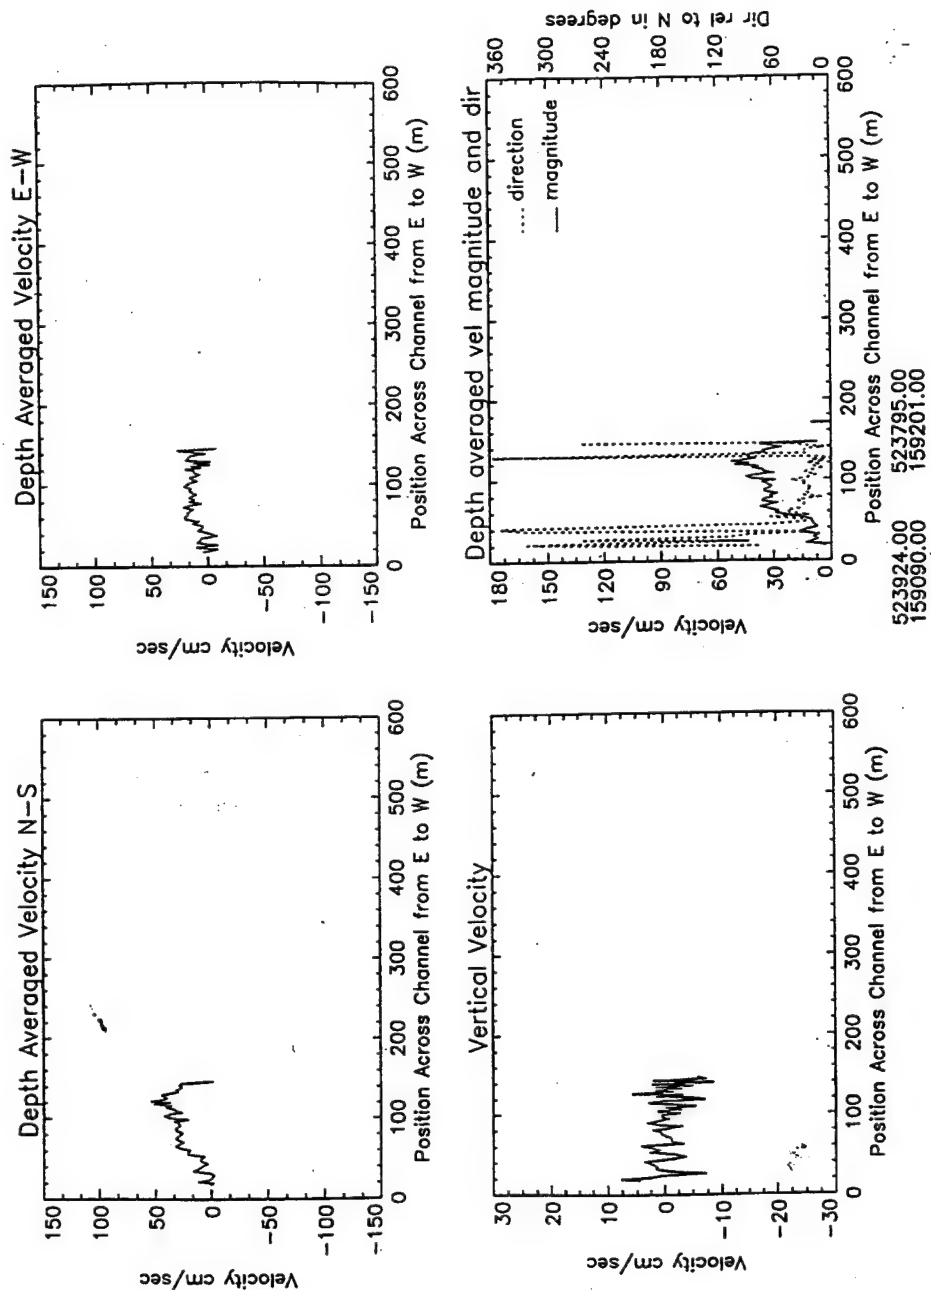 Depth Averaged Velocity N-S
150
100
50
0
-50
-100
-150
Velocity cm/sec
0 100 200 300 400 500 600
Position Across Channel from E to W (m)
Depth Averaged Velocity E-W
150
100
50
0
-50
-100
-150
Velocity cm/sec
0 100 200 300 400 500 600
Position Across Channel from E to W (m)
Vertical Velocity
30
20
10
0
-10
-20
-30
Velocity cm/sec
0 100 200 300 400 500 600
Position Across Channel from E to W (m)
Depth averaged vel magnitude and dir
180
150
120
90
60
30
0
Velocity cm/sec
direction
magnitude
360
300
240
180
120
60
0
Dir rel to N in degrees
0 100 200 300 400 500 600
Position Across Channel from E to W (m)
523924.00 523795.00
159090.00 159201.00